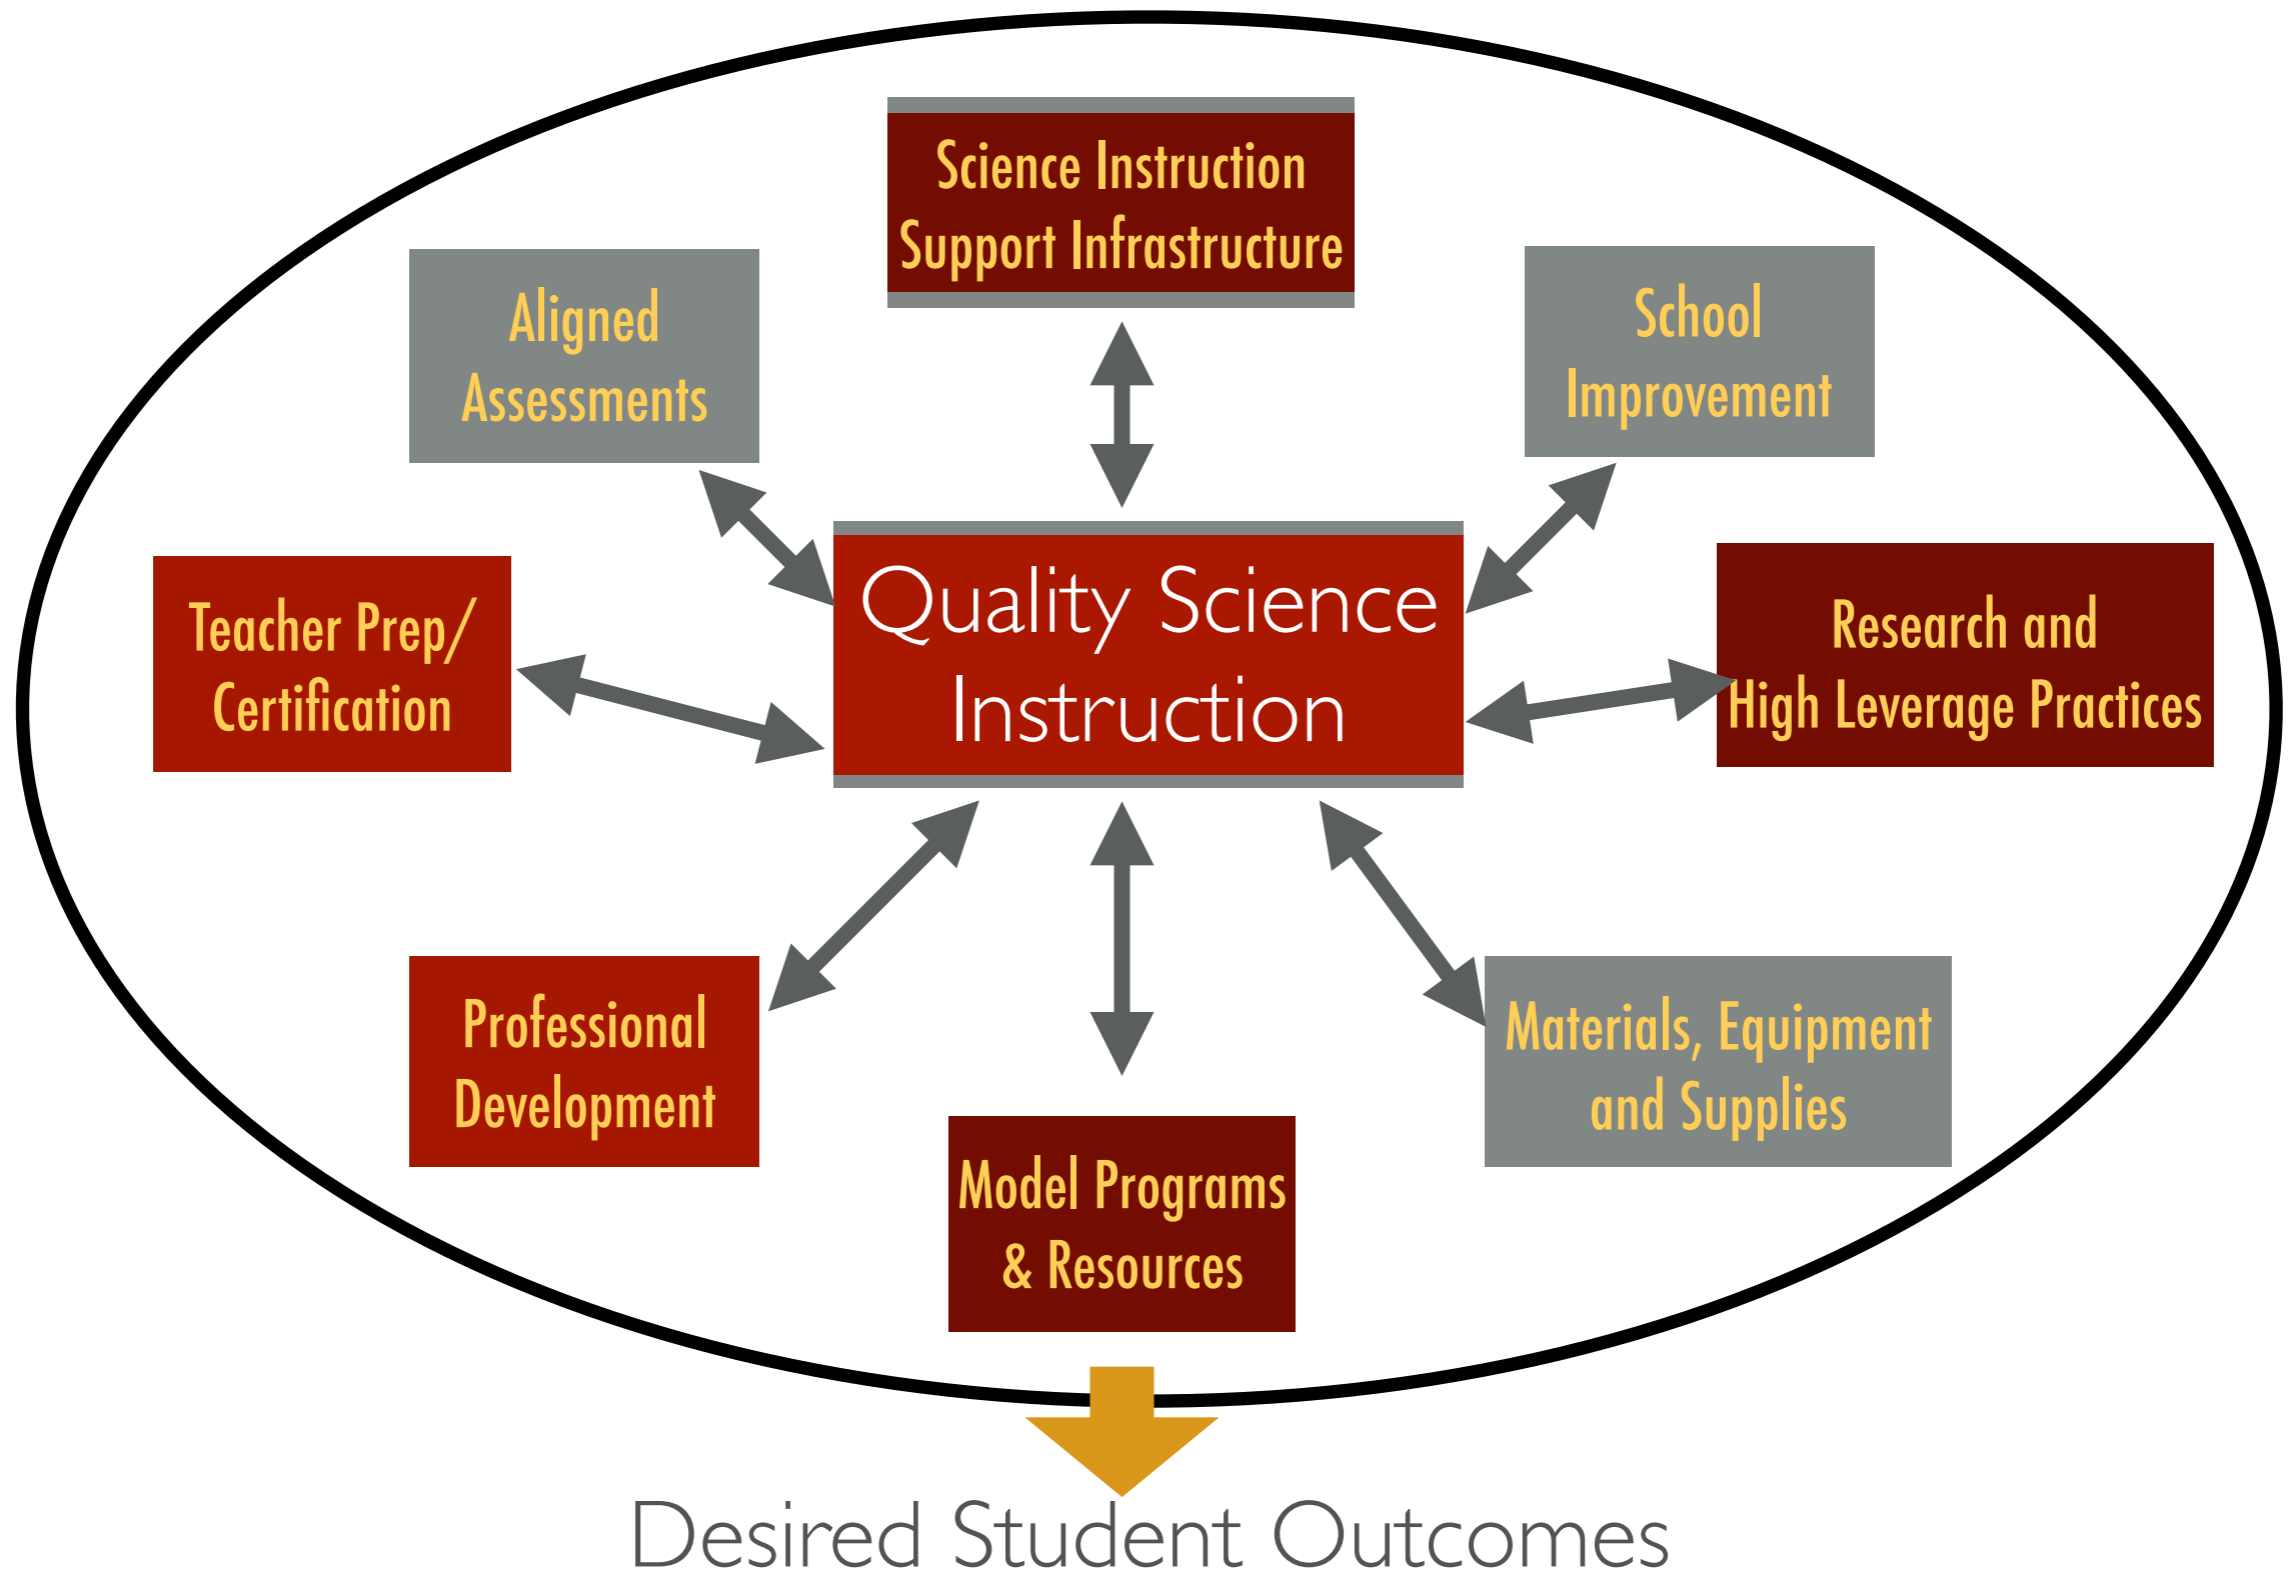 Science Instruction
Support Infrastructure
Aligned
Assessments
School
Improvement
Quality Science
Instruction
Teacher Prep/
Certification
Research and
High Leverage Practices
Professional
Development
Materials, Equipment
and Supplies
Model Programs
& Resources
Desired Student Outcomes